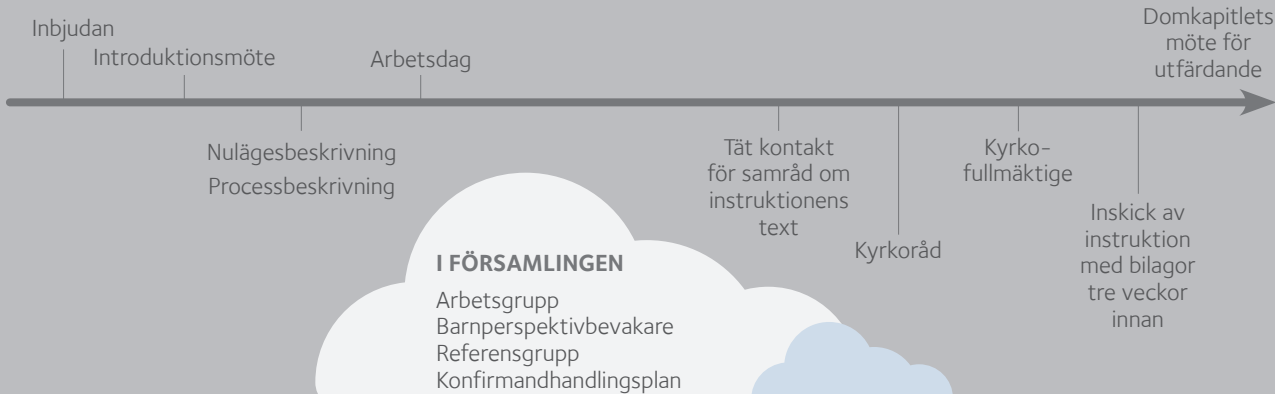 Inbjudan
Introduktionsmöte
Nulägesbeskrivning
Processbeskrivning
Arbetsdag
Tät kontakt
för samråd om
instruktionens
text
Kyrkoråd
Kyrko-
fullmäktige
Inskick av
instruktion
med bilagor
tre veckor
innan
Domkapitlets
möte för
utfärdande
I FÖRSAMLINGEN
Arbetsgrupp
Barnperspektivbevakare
Referensgrupp
Konfirmandhandlingsplan